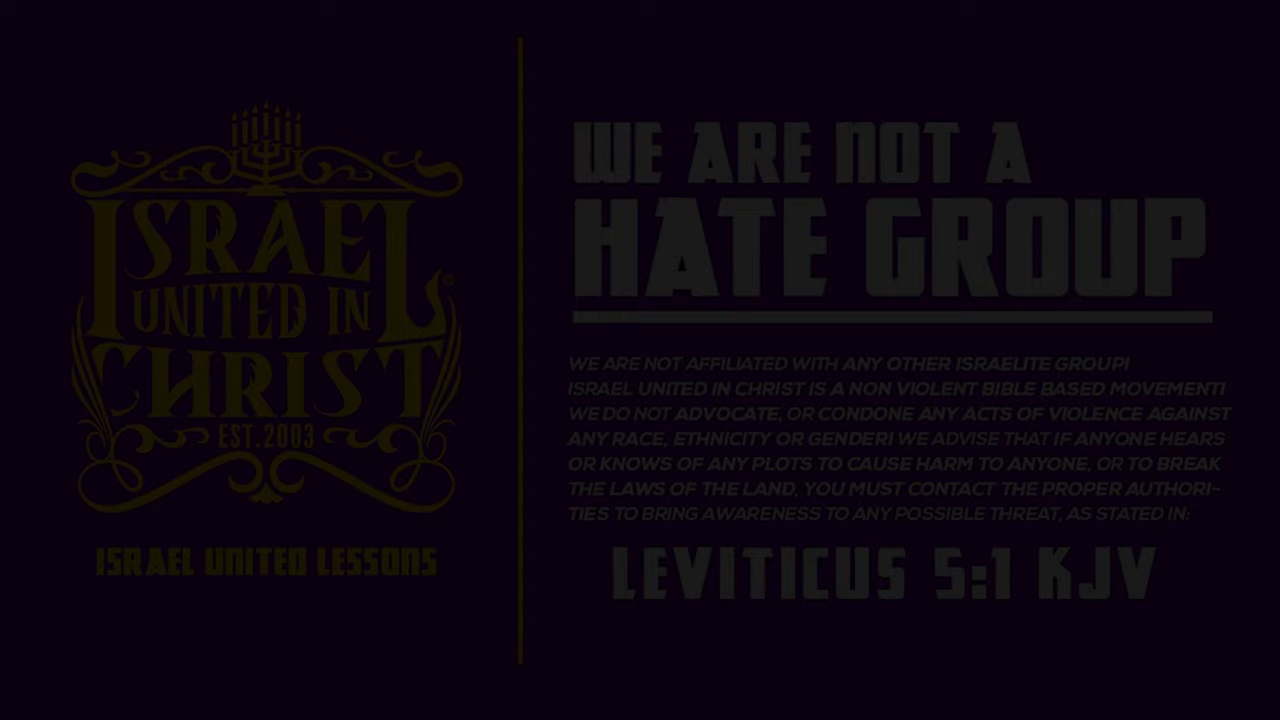 ISRAEL
UNITED IN
CHRIST
EST.2003
ISRAEL UNITED LESSONS
WE ARE NOT A
HATE GROUP
WE ARE NOT AFFILIATED WITH ANY OTHER ISRAELITE GROUP!
ISRAEL UNITED IN CHRIST IS A NON VIOLENT BIBLE BASED MOVEMENT!
WE DO NOT ADVOCATE, OR CONDONE ANY ACTS OF VIOLENCE AGAINST
ANY RACE, ETHNICITY OR GENDER! WE ADVISE THAT IF ANYONE HEARS
OR KNOWS OF ANY PLOTS TO CAUSE HARM TO ANYONE, OR TO BREAK
THE LAWS OF THE LAND, YOU MUST CONTACT THE PROPER AUTHORI-
TIES TO BRING AWARENESS TO ANY POSSIBLE THREAT, AS STATED IN:
LEVITICUS 5:1 KJV